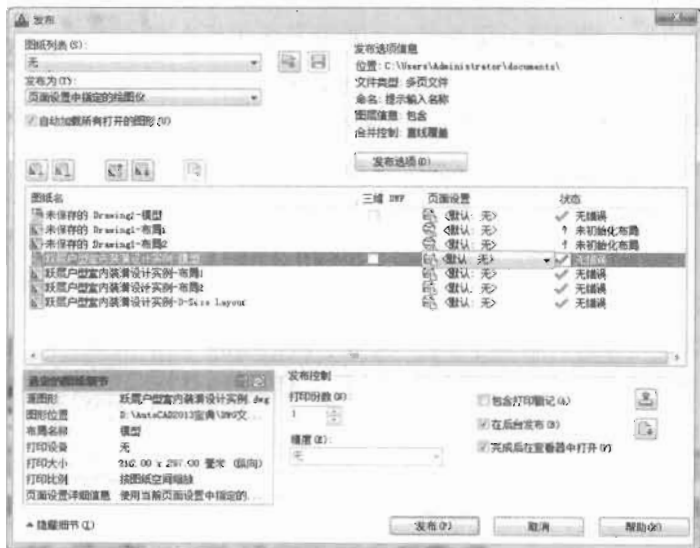 发布
图纸列表(S):
无
发布为(T):
页面设置中指定的绘图仪
自动加载所有打开的图形(U)
发布选项信息
位置: C:\Users\Administrator\documents\
文件类型: 多页文件
命名: 提示输入名称
图层信息: 包含
合并控制: 直线覆盖
发布选项(O)...
图纸名 三维 DWF 页面设置 状态
未保存的 Drawing2-模型 <默认: 无> 无错误
未保存的 Drawing1-布局1 <默认: 无> ? 未初始化布局
未保存的 Drawing1-布局2 <默认: 无> ? 未初始化布局
跃层户型室内装潢设计实例-模型 <默认: 无> 无错误
跃层户型室内装潢设计实例-布局1 <默认: 无> 无错误
跃层户型室内装潢设计实例-布局2 <默认: 无> 无错误
跃层户型室内装潢设计实例-D-Size Layout <默认: 无> 无错误
选定的图纸细节
源图形 跃层户型室内装潢设计实例.dwg
图形位置 D:\AutoCAD2013宝典\DWG文...
布局名称 模型
打印设备 无
打印大小 210.00 x 297.00 毫米 (纵向)
打印比例 按图纸空间缩放
页面设置详细信息 使用当前页面设置中指定的...
发布控制
打印份数(M):
1
精度(R):
无
包含打印戳记(A)
在后台发布(B)
完成后在查看器中打开(V)
隐藏细节(I)
发布(P)
取消
帮助(H)